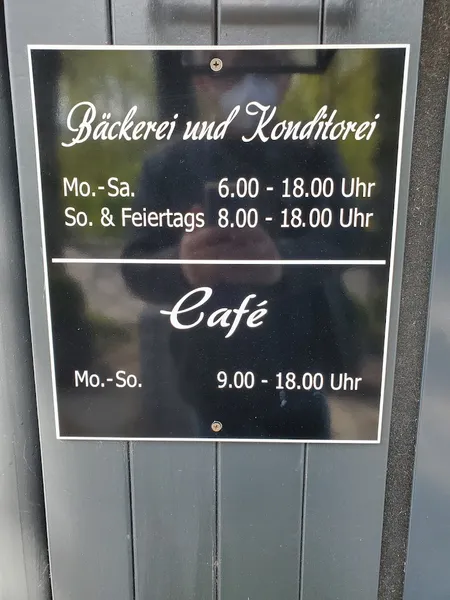 Bäckerei und Konditorei
Mo.-Sa. 6.00 - 18.00 Uhr
So. & Feiertags 8.00 - 18.00 Uhr
Café
Mo.-So. 9.00 - 18.00 Uhr